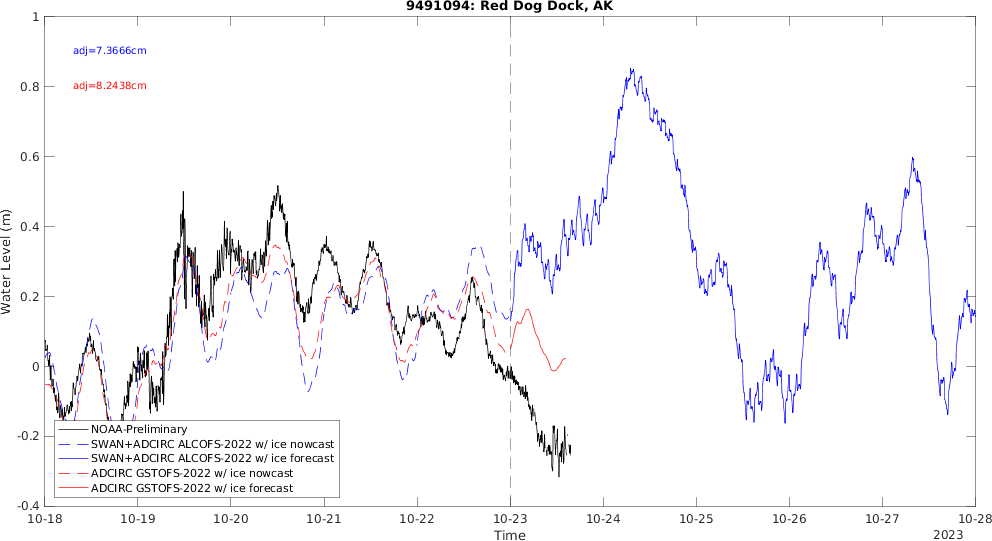 9491094: Red Dog Dock, AK
adj=7.3666cm
adj=8.2438cm
Water Level (m)
1
0.8
0.6
0.4
0.2
0
-0.2
-0.4
NOAA-Preliminary
SWAN+ADCIRC ALCOFS-2022 w/ ice nowcast
SWAN+ADCIRC ALCOFS-2022 w/ ice forecast
ADCIRC GSTOFS-2022 w/ ice nowcast
ADCIRC GSTOFS-2022 w/ ice forecast
10-18 10-19 10-20 10-21 10-22 10-23 10-24 10-25 10-26 10-27 10-28
Time
2023